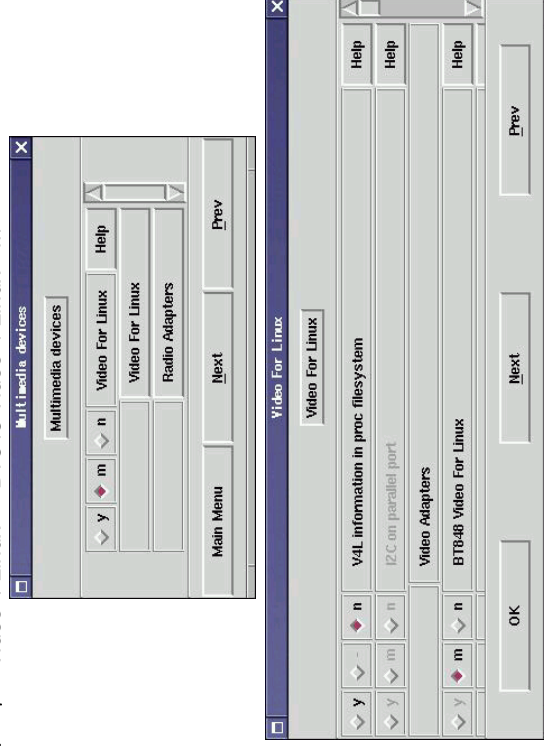 Multimedia devices
Multimedia devices
y m n Video For Linux Help
Video For Linux
Radio Adapters
Main Menu Next Prev
Video For Linux
Video For Linux
y - n V4L information in proc filesystem Help
y m n I2C on parallel port Help
Video Adapters
y m n BT848 Video For Linux Help
OK Next Prev